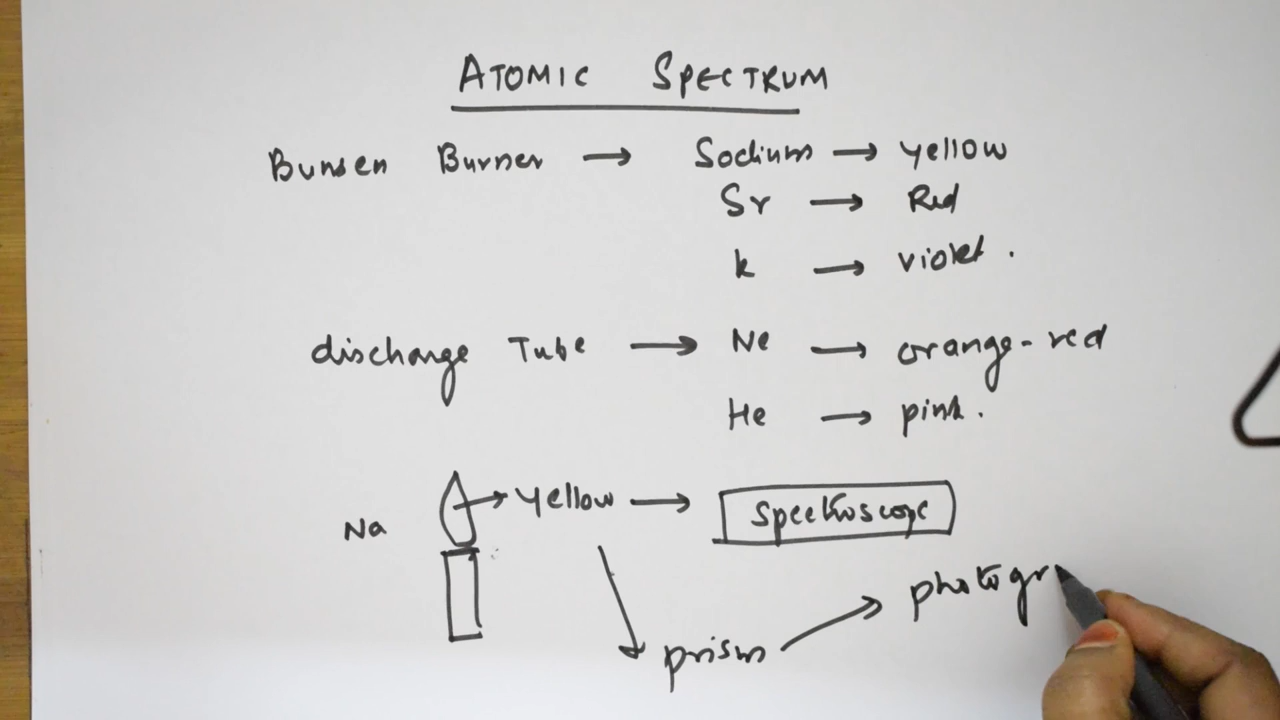 ATOMIC SPECTRUM
Bunsen Burner → Sodium → yellow
Sr → Red
k → violet.
discharge Tube → Ne → orange-red
He → pink.
Na → yellow → Spectroscope
prism → photogr